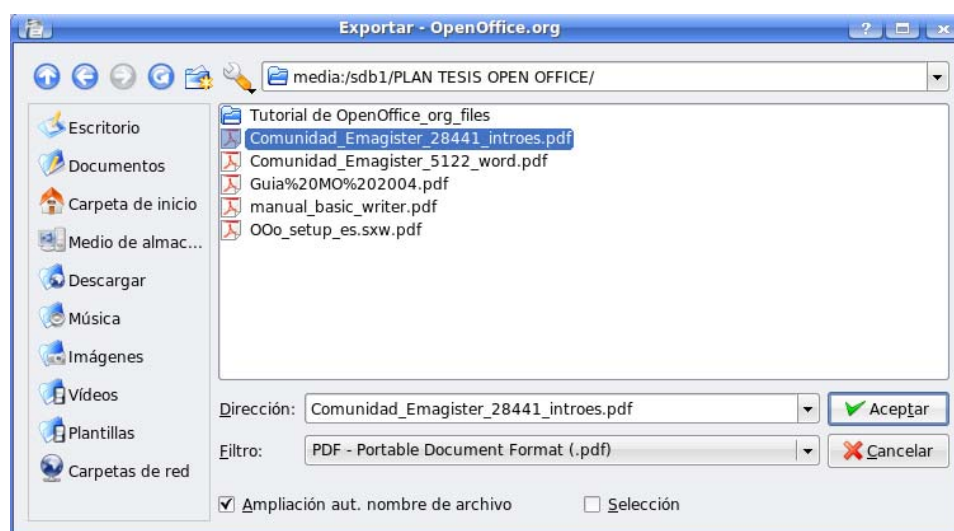 Exportar - OpenOffice.org
media:/sdb1/PLAN TESIS OPEN OFFICE/
Escritorio
Documentos
Carpeta de inicio
Medio de almac...
Descargar
Música
Imágenes
Vídeos
Plantillas
Carpetas de red
Tutorial de OpenOffice_org_files
Comunidad_Emagister_28441_introes.pdf
Comunidad_Emagister_5122_word.pdf
Guia%20MO%202004.pdf
manual_basic_writer.pdf
OOo_setup_es.sxw.pdf
Dirección: Comunidad_Emagister_28441_introes.pdf Aceptar
Filtro: PDF - Portable Document Format (.pdf) Cancelar
Ampliación aut. nombre de archivo Selección